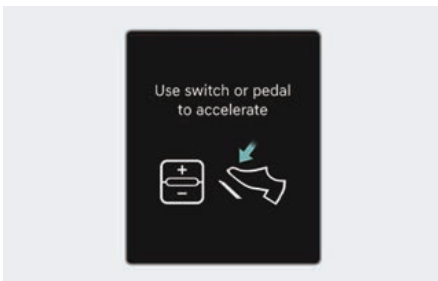 Use switch or pedal
to accelerate
+
−